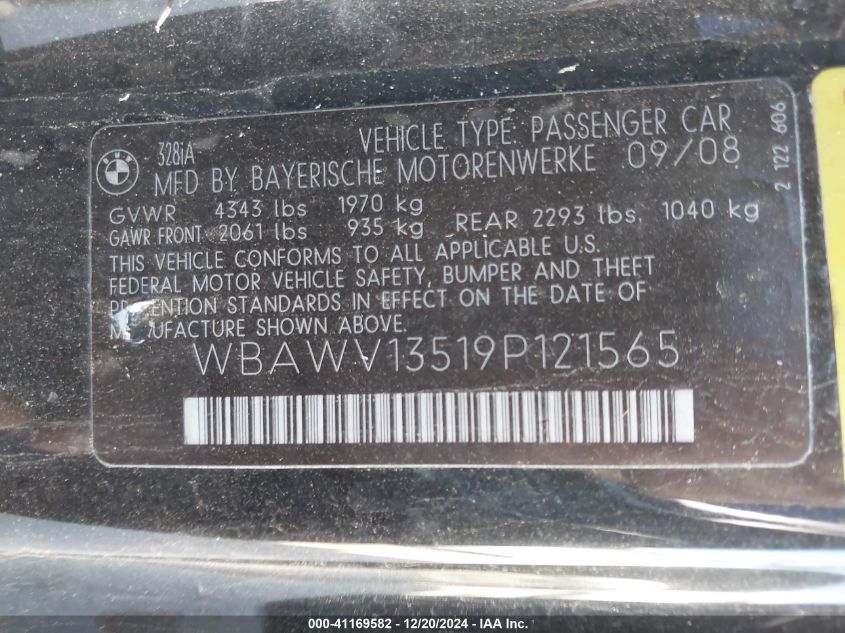 BMW
328iA
VEHICLE TYPE: PASSENGER CAR
MFD BY BAYERISCHE MOTORENWERKE 09/08
GVWR 4343 lbs 1970 kg
GAWR FRONT: 2061 lbs 935 kg REAR 2293 lbs. 1040 kg
THIS VEHICLE CONFORMS TO ALL APPLICABLE U.S.
FEDERAL MOTOR VEHICLE SAFETY, BUMPER AND THEFT
STANDARDS IN EFFECT ON THE DATE OF
SHOWN ABOVE.
WBAWV13519P121565
2 122 606
000-41169582 - 12/20/2024 - IAA, Inc.